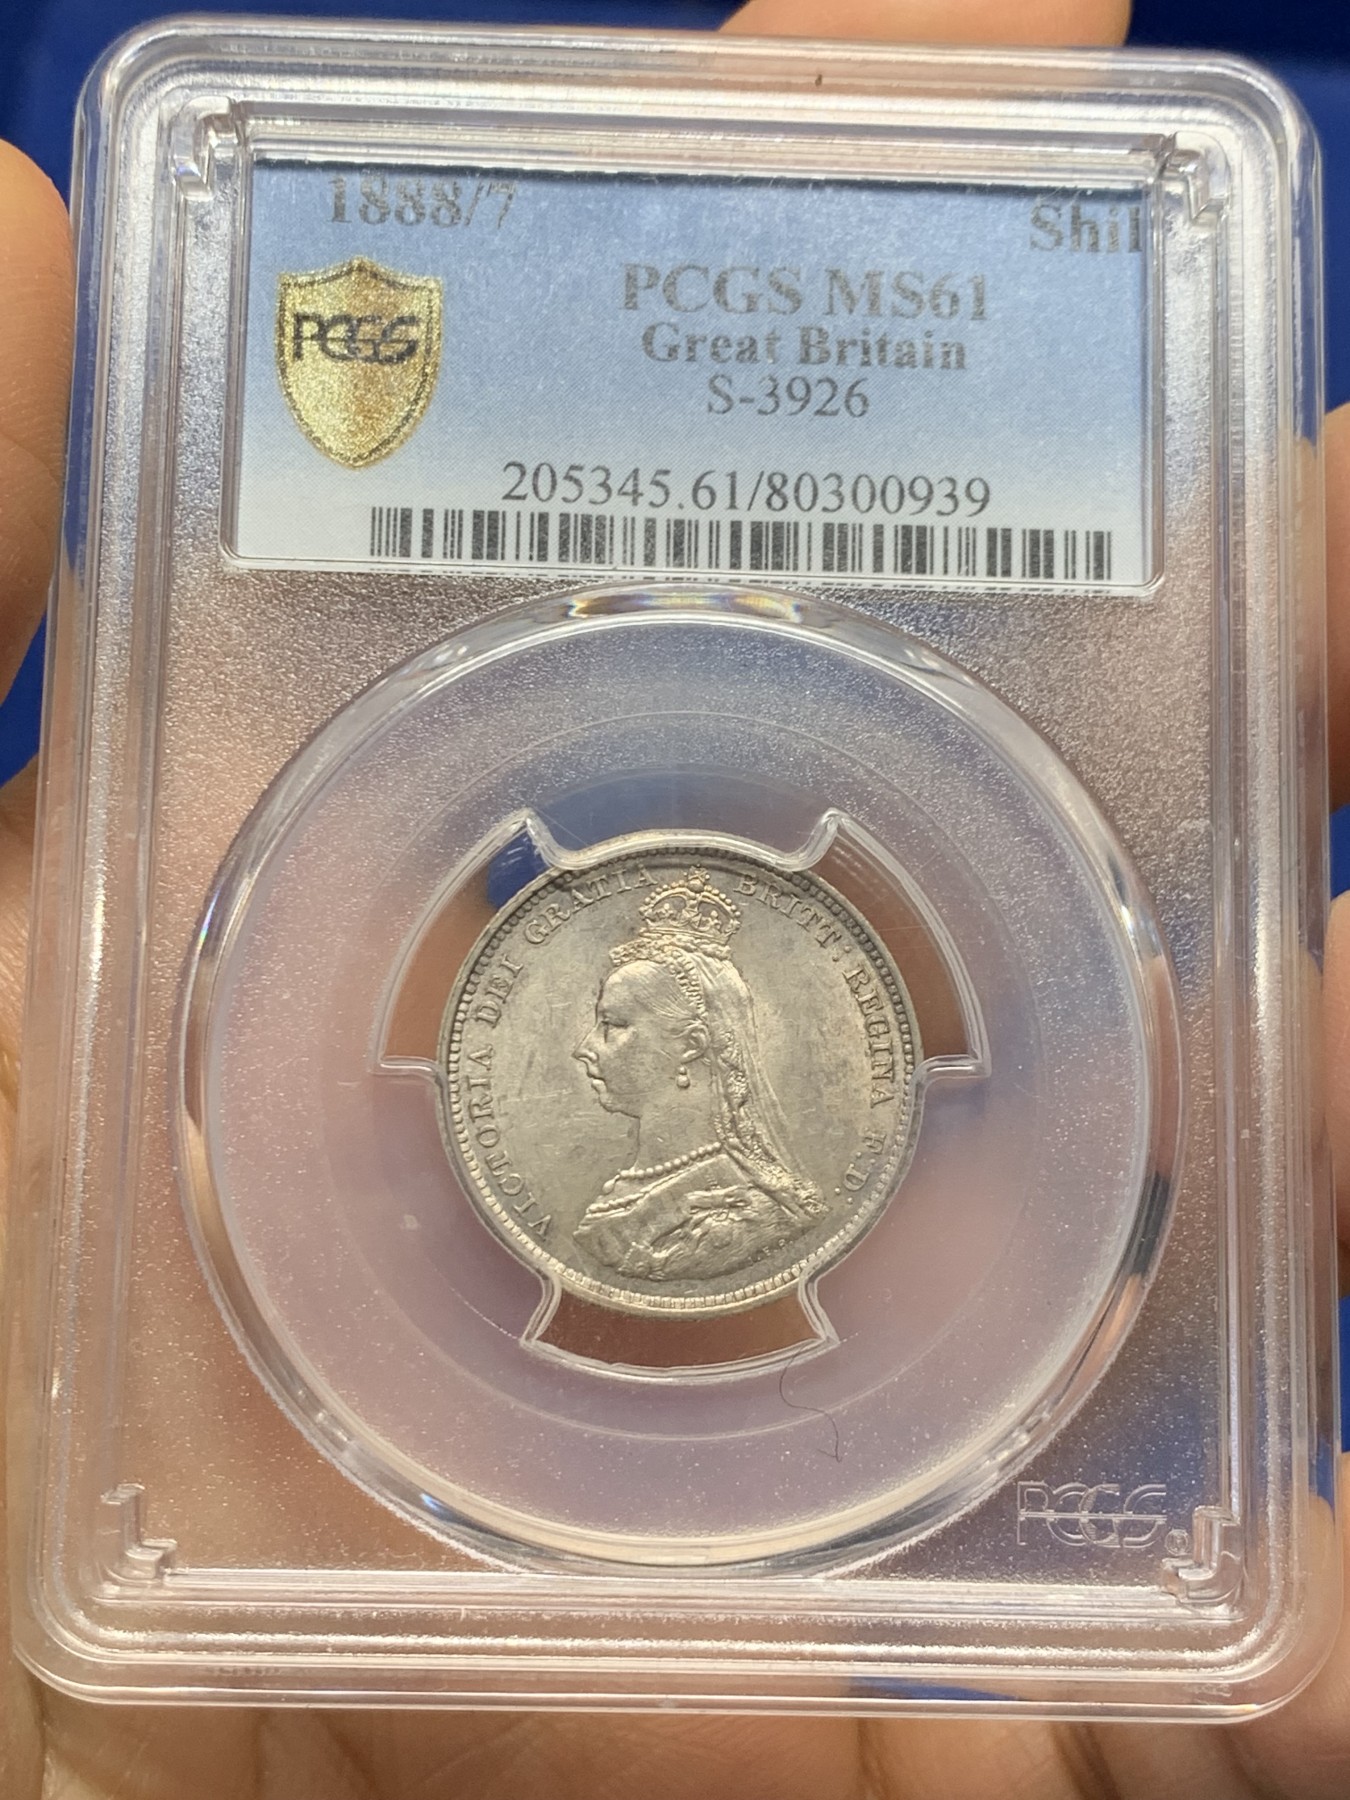 1888/7 Shil
PCGS PCGS MS61
Great Britain
S-3926
205345.61/80300939
VICTORIA DEI GRATIA BRITT: REGINA F:D.
PCGS